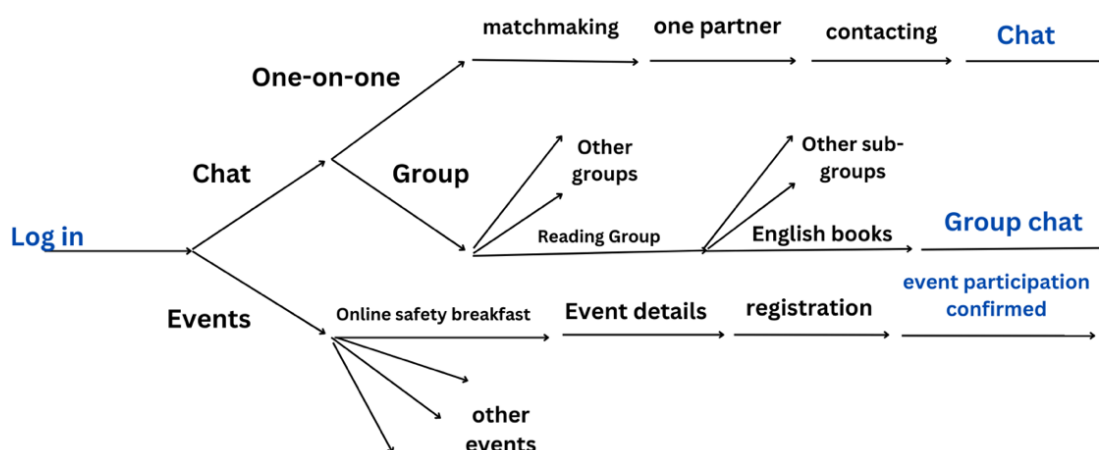 matchmaking
one partner
contacting
Chat
One-on-one
Chat
Group
Other
groups
Other sub-
groups
Log in
Reading Group
English books
Group chat
Events
Online safety breakfast
Event details
registration
event participation
confirmed
other
events